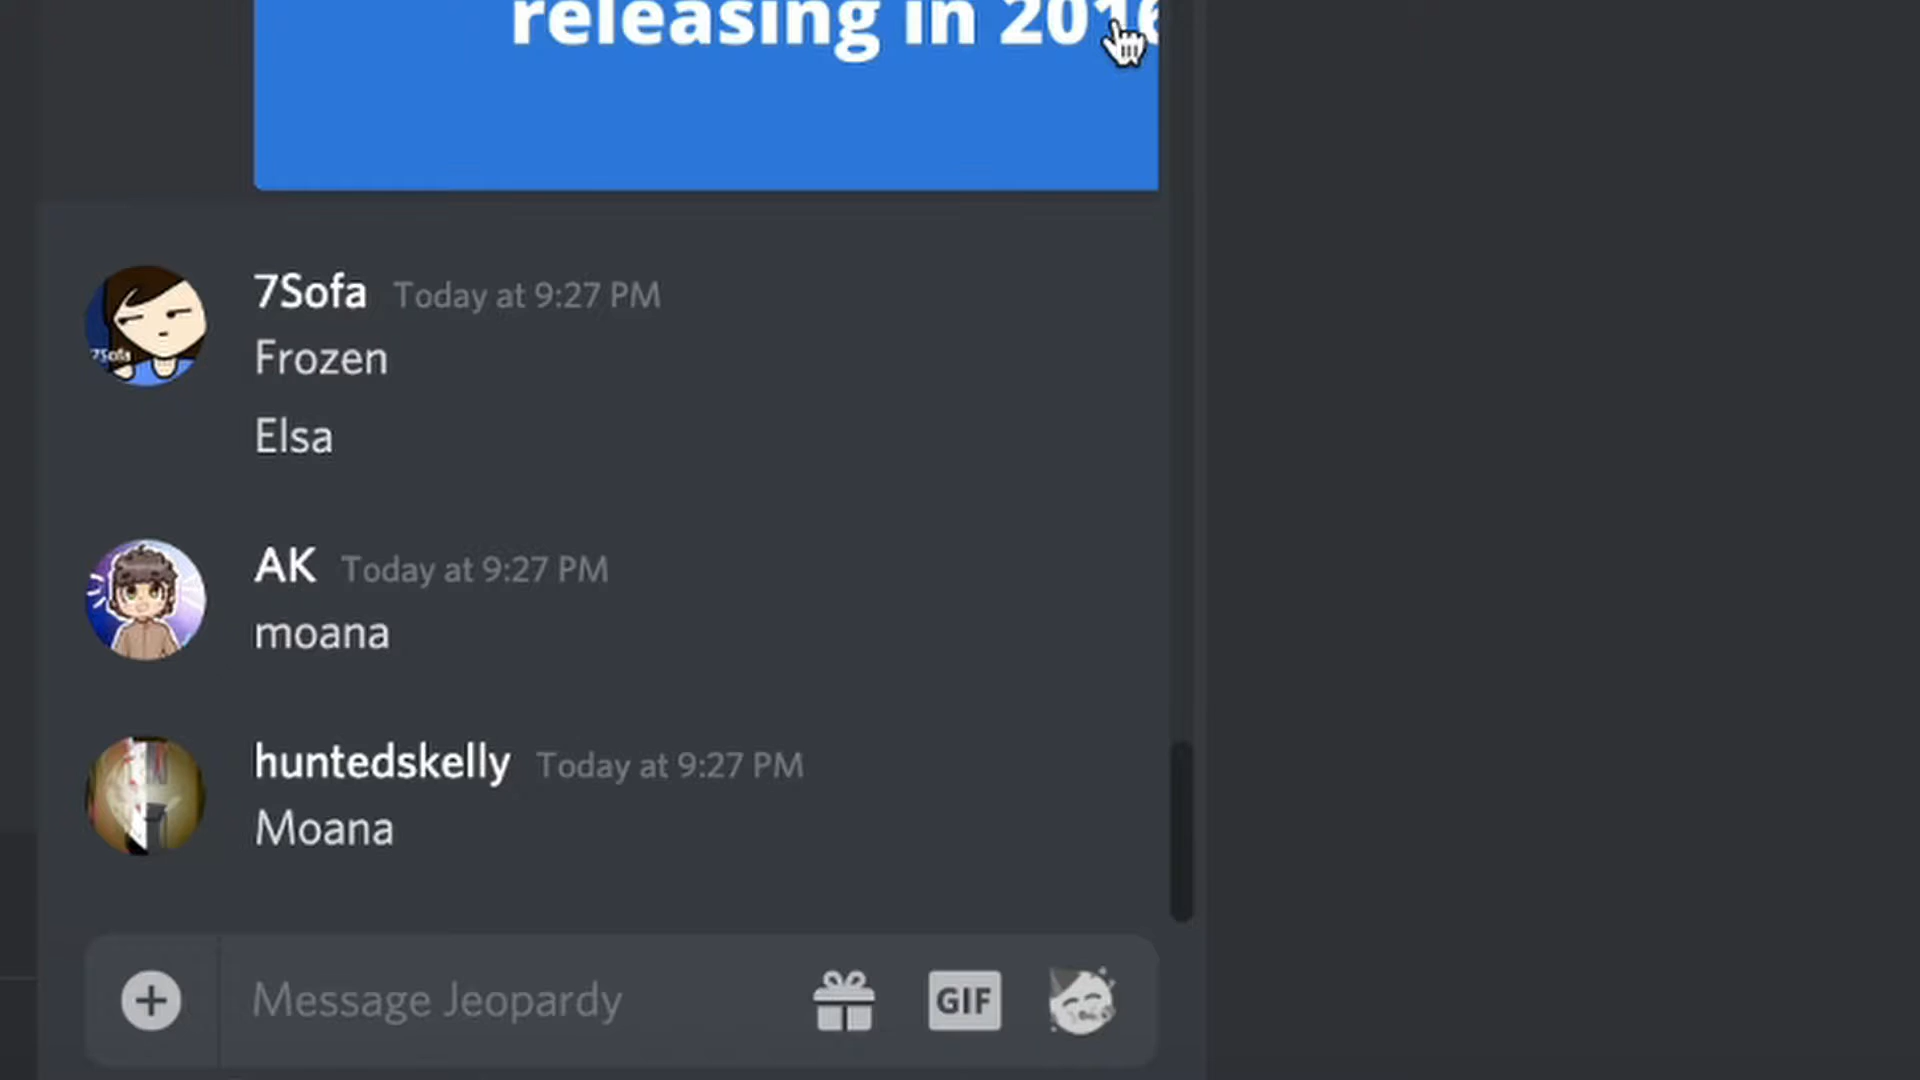 releasing in 2016
7Sofa Today at 9:27 PM
Frozen
Elsa
7Sofa
AK Today at 9:27 PM
moana
huntedskelly Today at 9:27 PM
Moana
Message Jeopardy GIF